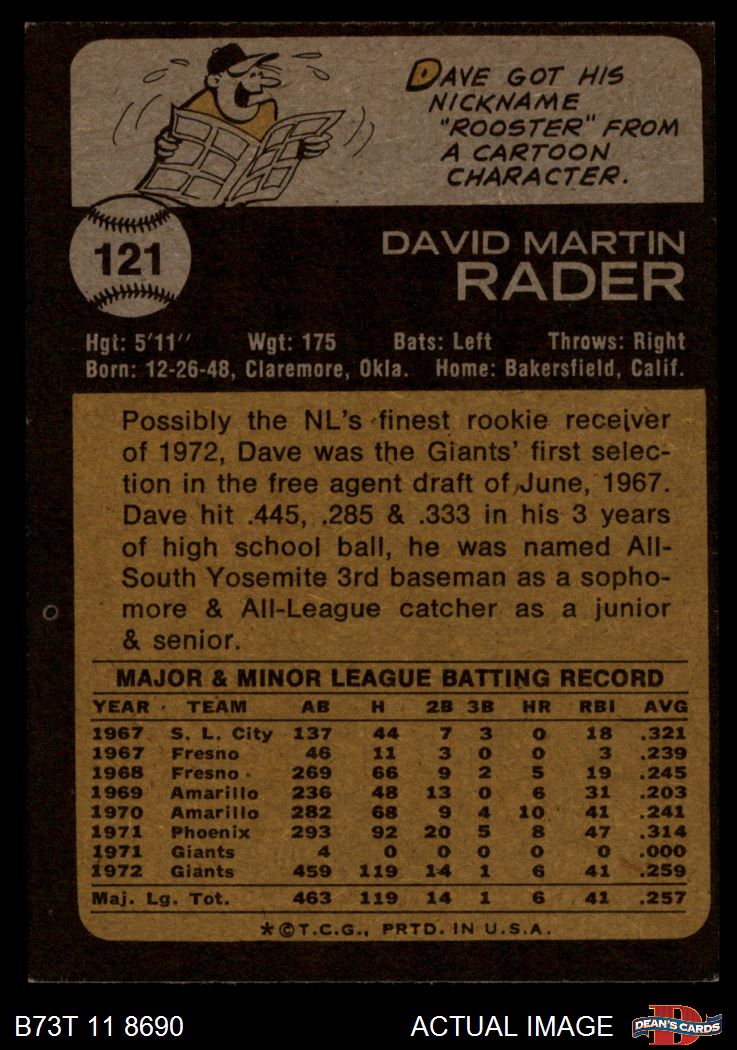 DAVE GOT HIS
NICKNAME
"ROOSTER" FROM
A CARTOON
CHARACTER.
121
DAVID MARTIN
RADER
Hgt: 5'11" Wgt: 175 Bats: Left Throws: Right
Born: 12-26-48, Claremore, Okla. Home: Bakersfield, Calif.
Possibly the NL's finest rookie receiver
of 1972, Dave was the Giants' first selec-
tion in the free agent draft of June, 1967.
Dave hit .445, .285 & .333 in his 3 years
of high school ball, he was named All-
South Yosemite 3rd baseman as a sopho-
more & All-League catcher as a junior
& senior.
MAJOR & MINOR LEAGUE BATTING RECORD
YEAR TEAM AB H 2B 3B HR RBI AVG
1967 S. L. City 137 44 7 3 0 18 .321
1967 Fresno 46 11 3 0 0 3 .239
1968 Fresno 269 66 9 2 5 19 .245
1969 Amarillo 236 48 13 0 6 31 .203
1970 Amarillo 282 68 9 4 10 41 .241
1971 Phoenix 293 92 20 5 8 47 .314
1971 Giants 4 0 0 0 0 0 .000
1972 Giants 459 119 14 1 6 41 .259
Maj. Lg. Tot. 463 119 14 1 6 41 .257
*©T.C.G., PRTD. IN U.S.A.
B73T 11 8690 ACTUAL IMAGE DEAN'S CARDS